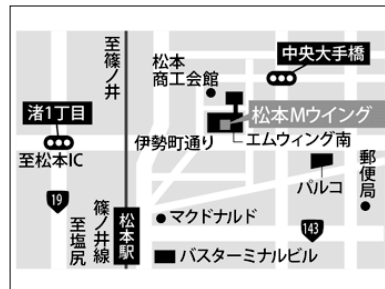 至篠ノ井
松本
商工会館
中央大手橋
渚1丁目
松本Mウイング
伊勢町通り
エムウィング南
至松本IC
パルコ
郵便局
19
篠ノ井線
至塩尻
松本駅
マクドナルド
143
バスターミナルビル